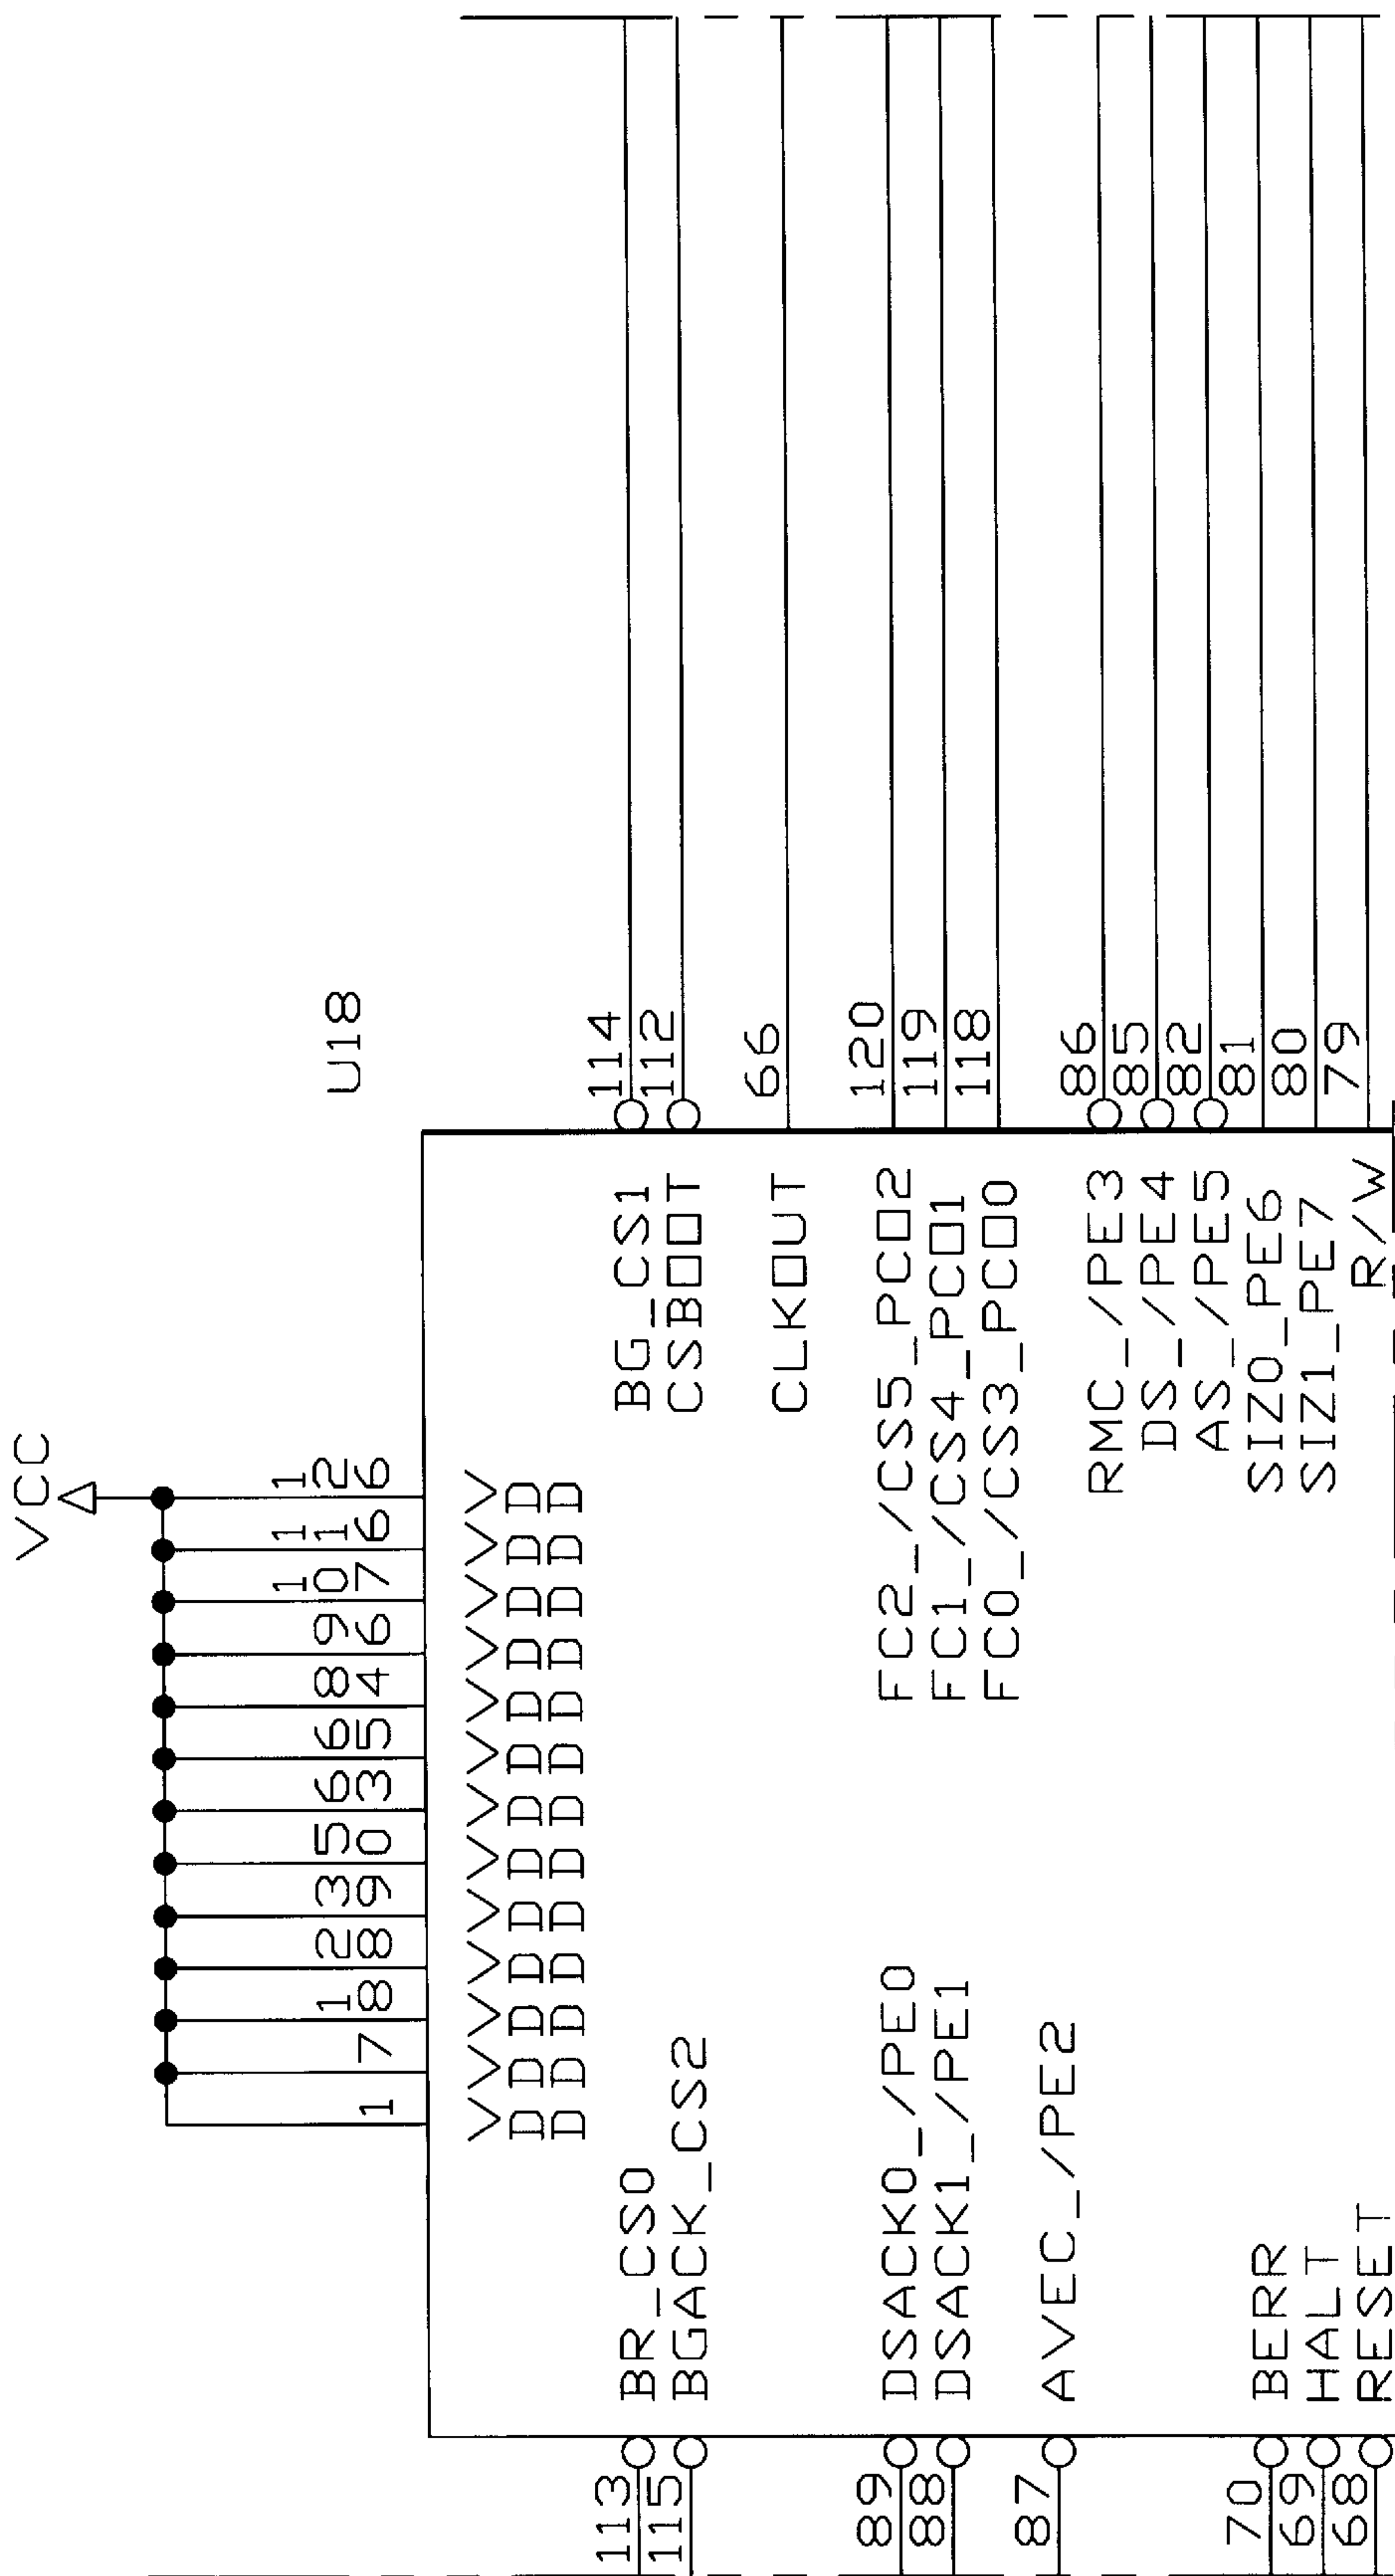 VCC
1 7 18 28 39 50 63 65 84 96 107 116 126
U18
VDD VDD VDD VDD VDD VDD VDD VDD VDD VDD VDD VDD VDD
113 BR_CS0 BG_CS1 114
115 BGACK_CS2 CSBOOT 112
CLKOUT 66
89 DSACK0_/PE0 FC2_/CS5_PCO2 120
88 DSACK1_/PE1 FC1_/CS4_PCO1 119
FC0_/CS3_PCO0 118
87 AVEC_/PE2
RMC_/PE3 86
DS_/PE4 85
AS_/PE5 82
70 BERR SIZ0_PE6 81
69 HALT SIZ1_PE7 80
68 RESET R/W 79